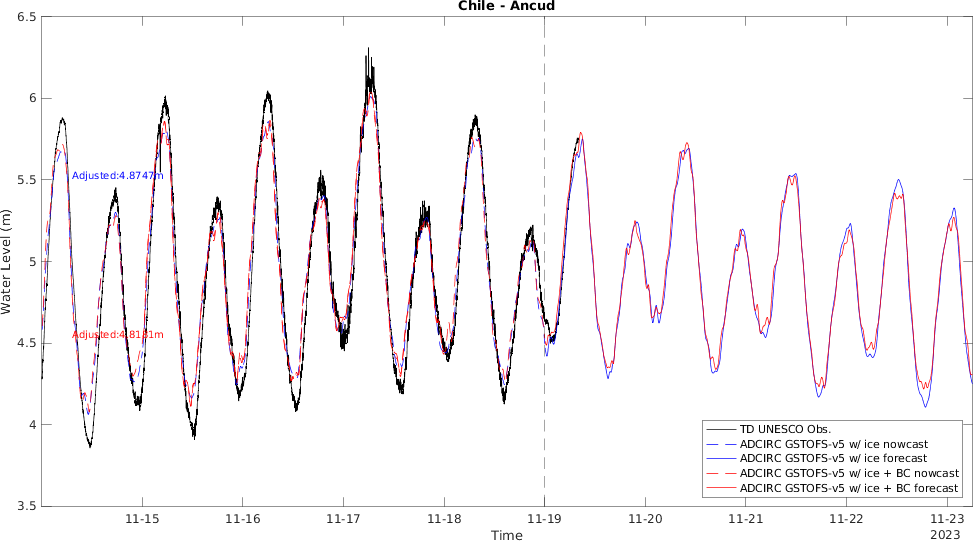 Chile - Ancud
6.5
6
5.5
5
4.5
4
3.5
Water Level (m)
Adjusted:4.8747m
Adjusted:4.8181m
TD UNESCO Obs.
ADCIRC GSTOFS-v5 w/ ice nowcast
ADCIRC GSTOFS-v5 w/ ice forecast
ADCIRC GSTOFS-v5 w/ ice + BC nowcast
ADCIRC GSTOFS-v5 w/ ice + BC forecast
11-15 11-16 11-17 11-18 11-19 11-20 11-21 11-22 11-23
2023
Time